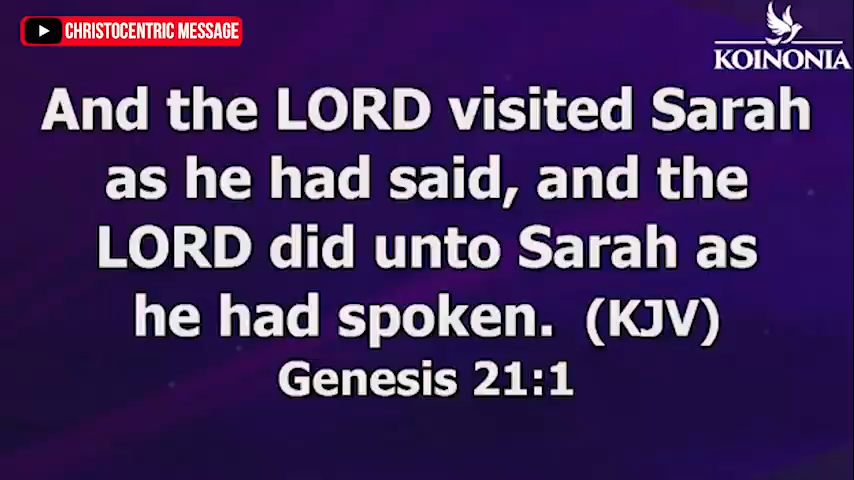 CHRISTOCENTRIC MESSAGE
KOINONIA
And the LORD visited Sarah
as he had said, and the
LORD did unto Sarah as
he had spoken. (KJV)
Genesis 21:1